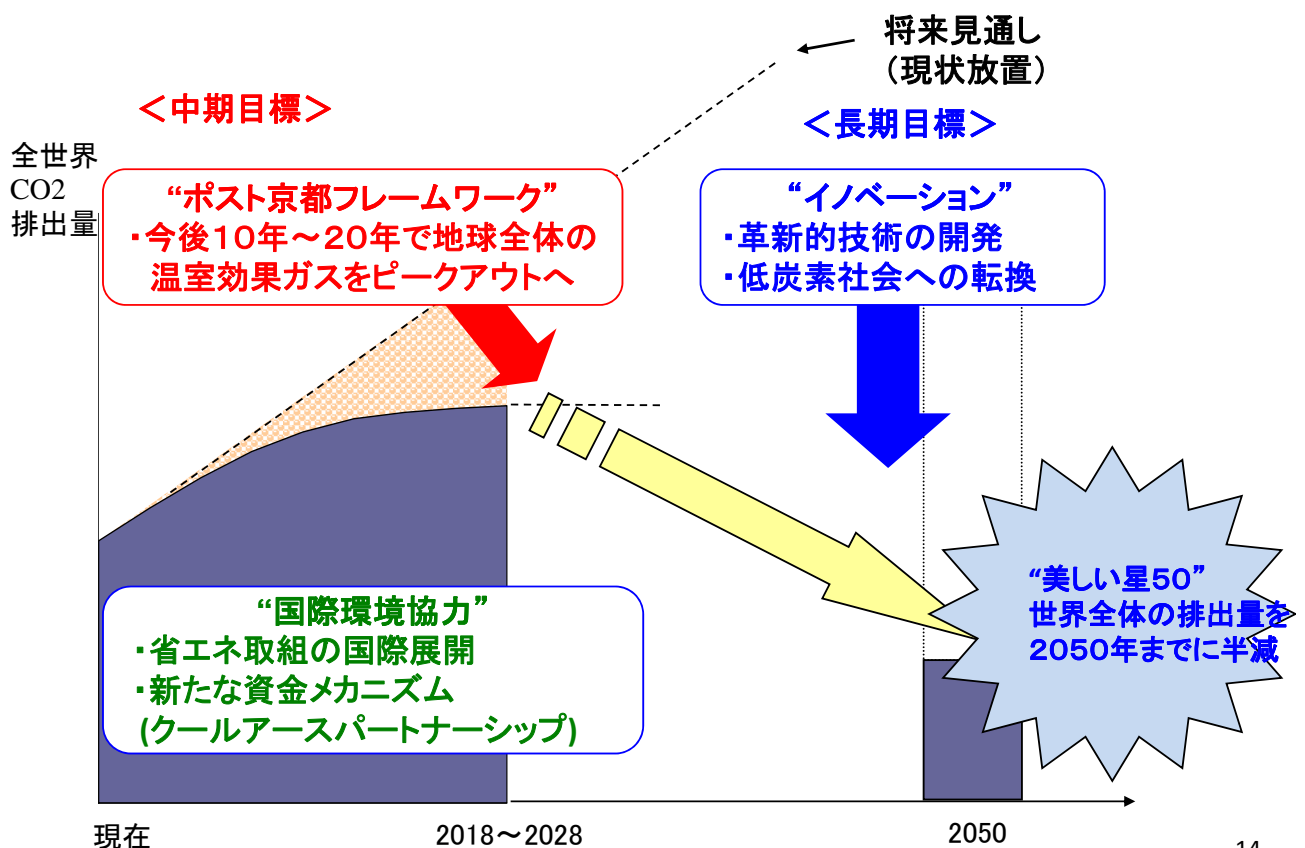 将来見通し
（現状放置）
＜中期目標＞
＜長期目標＞
全世界
CO2
排出量
“ポスト京都フレームワーク”
・今後１０年～２０年で地球全体の
温室効果ガスをピークアウトへ
“イノベーション”
・革新的技術の開発
・低炭素社会への転換
“美しい星５０”
世界全体の排出量を
２０５０年までに半減
“国際環境協力”
・省エネ取組の国際展開
・新たな資金メカニズム
(クールアースパートナーシップ)
現在
2018～2028
2050
14